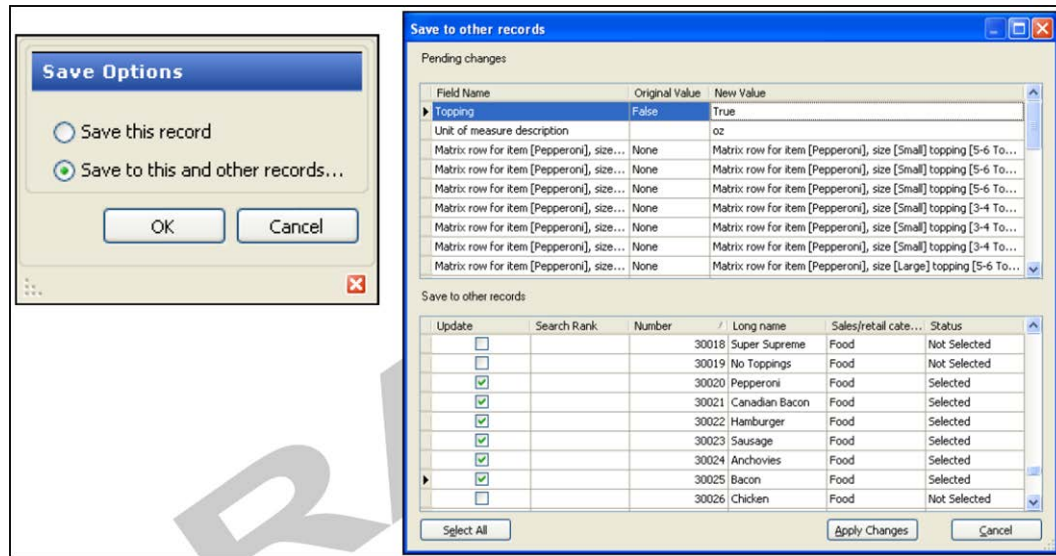 Save Options
Save this record
Save to this and other records...
OK Cancel
Save to other records
Pending changes
Field Name Original Value New Value
Topping False True
Unit of measure description oz
Matrix row for item [Pepperoni], size... None Matrix row for item [Pepperoni], size [Small] topping [5-6 To...
Matrix row for item [Pepperoni], size... None Matrix row for item [Pepperoni], size [Small] topping [5-6 To...
Matrix row for item [Pepperoni], size... None Matrix row for item [Pepperoni], size [Small] topping [5-6 To...
Matrix row for item [Pepperoni], size... None Matrix row for item [Pepperoni], size [Small] topping [3-4 To...
Matrix row for item [Pepperoni], size... None Matrix row for item [Pepperoni], size [Small] topping [3-4 To...
Matrix row for item [Pepperoni], size... None Matrix row for item [Pepperoni], size [Small] topping [3-4 To...
Matrix row for item [Pepperoni], size... None Matrix row for item [Pepperoni], size [Large] topping [5-6 To...
Save to other records
Update Search Rank Number / Long name Sales/retail cate... Status
30018 Super Supreme Food Not Selected
30019 No Toppings Food Not Selected
30020 Pepperoni Food Selected
30021 Canadian Bacon Food Selected
30022 Hamburger Food Selected
30023 Sausage Food Selected
30024 Anchovies Food Selected
30025 Bacon Food Selected
30026 Chicken Food Not Selected
Select All Apply Changes Cancel